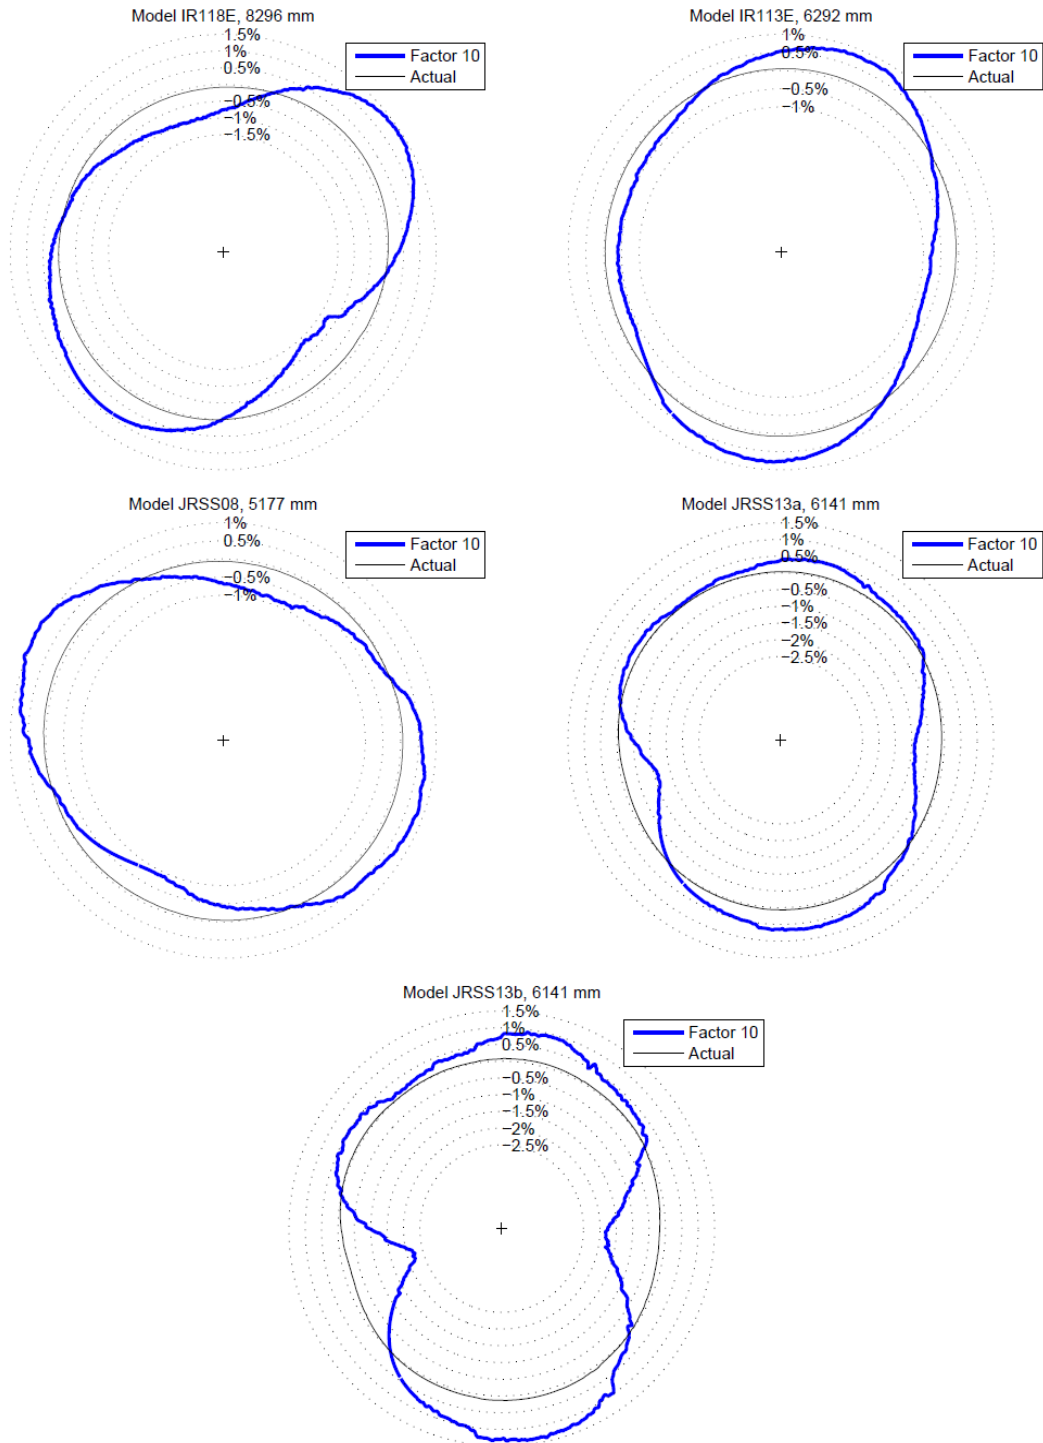 Model IR118E, 8296 mm
1.5%
1%
0.5%
−0.5%
−1%
−1.5%
Factor 10
Actual
Model IR113E, 6292 mm
1%
0.5%
−0.5%
−1%
Factor 10
Actual
Model JRSS08, 5177 mm
1%
0.5%
−0.5%
−1%
Factor 10
Actual
Model JRSS13a, 6141 mm
1.5%
1%
0.5%
−0.5%
−1%
−1.5%
−2%
−2.5%
Factor 10
Actual
Model JRSS13b, 6141 mm
1.5%
1%
0.5%
−0.5%
−1%
−1.5%
−2%
−2.5%
Factor 10
Actual